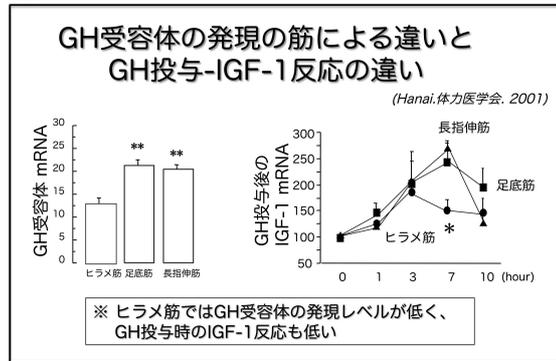 GH受容体の発現の筋による違いと
GH投与-IGF-1反応の違い
(Hanai.体力医学会. 2001)
GH受容体 mRNA
30
25
20
15
10
5
0
**
**
ヒラメ筋
足底筋
長指伸筋
GH投与後の
IGF-1 mRNA
300
250
200
150
100
50
長指伸筋
足底筋
ヒラメ筋
*
0 1 3 7 10 (hour)
※ ヒラメ筋ではGH受容体の発現レベルが低く、
GH投与時のIGF-1反応も低い